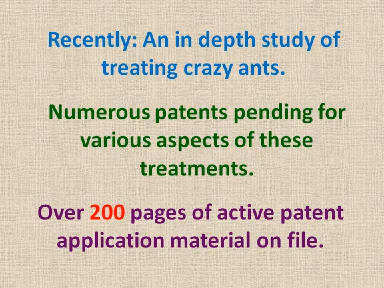 Recently: An in depth study of
treating crazy ants.
Numerous patents pending for
various aspects of these
treatments.
Over 200 pages of active patent
application material on file.